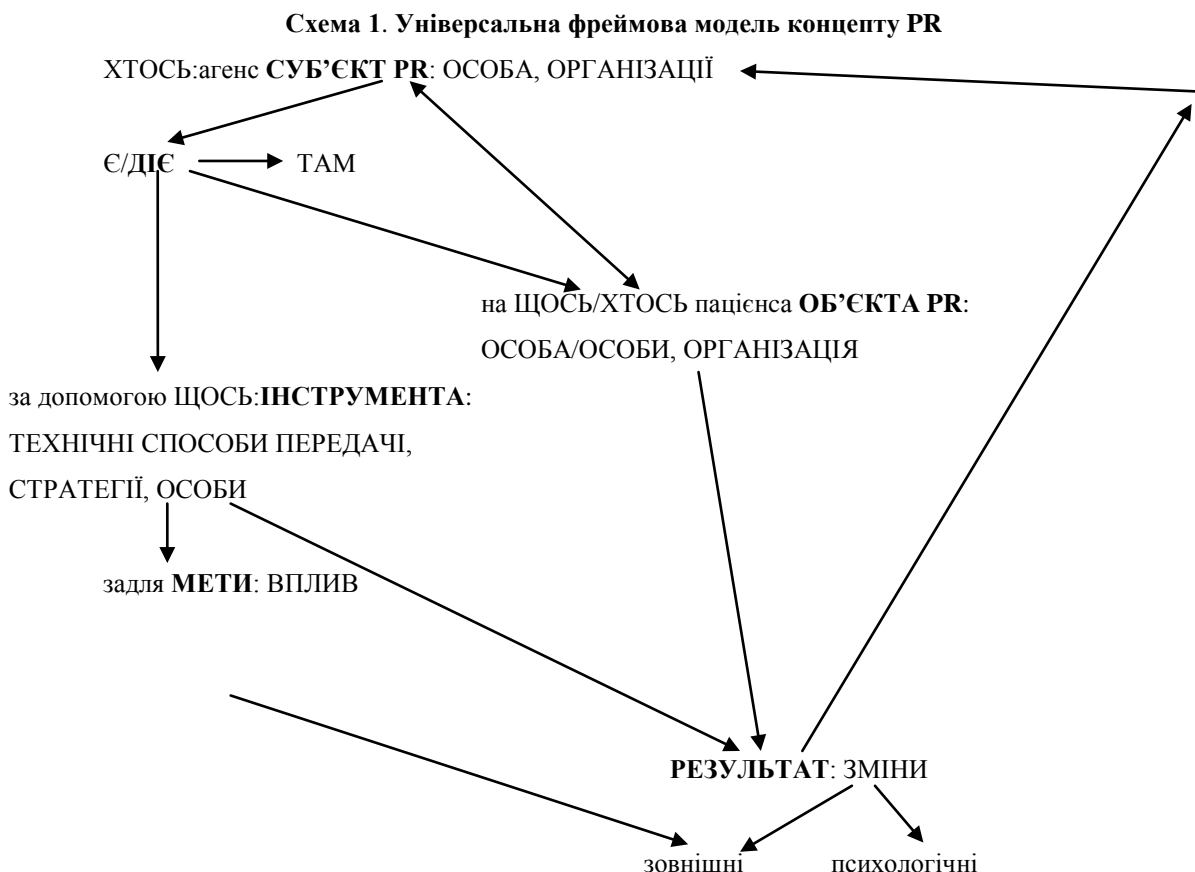 Схема 1. Універсальна фреймова модель концепту PR
ХТОСЬ:агенс СУБ’ЄКТ PR: ОСОБА, ОРГАНІЗАЦІЇ
Є/ДІЄ ТАМ
на ЩОСЬ/ХТОСЬ пацієнса ОБ’ЄКТА PR:
ОСОБА/ОСОБИ, ОРГАНІЗАЦІЯ
за допомогою ЩОСЬ:ІНСТРУМЕНТА:
ТЕХНІЧНІ СПОСОБИ ПЕРЕДАЧІ,
СТРАТЕГІЇ, ОСОБИ
задля МЕТИ: ВПЛИВ
РЕЗУЛЬТАТ: ЗМІНИ
зовнішні психологічні